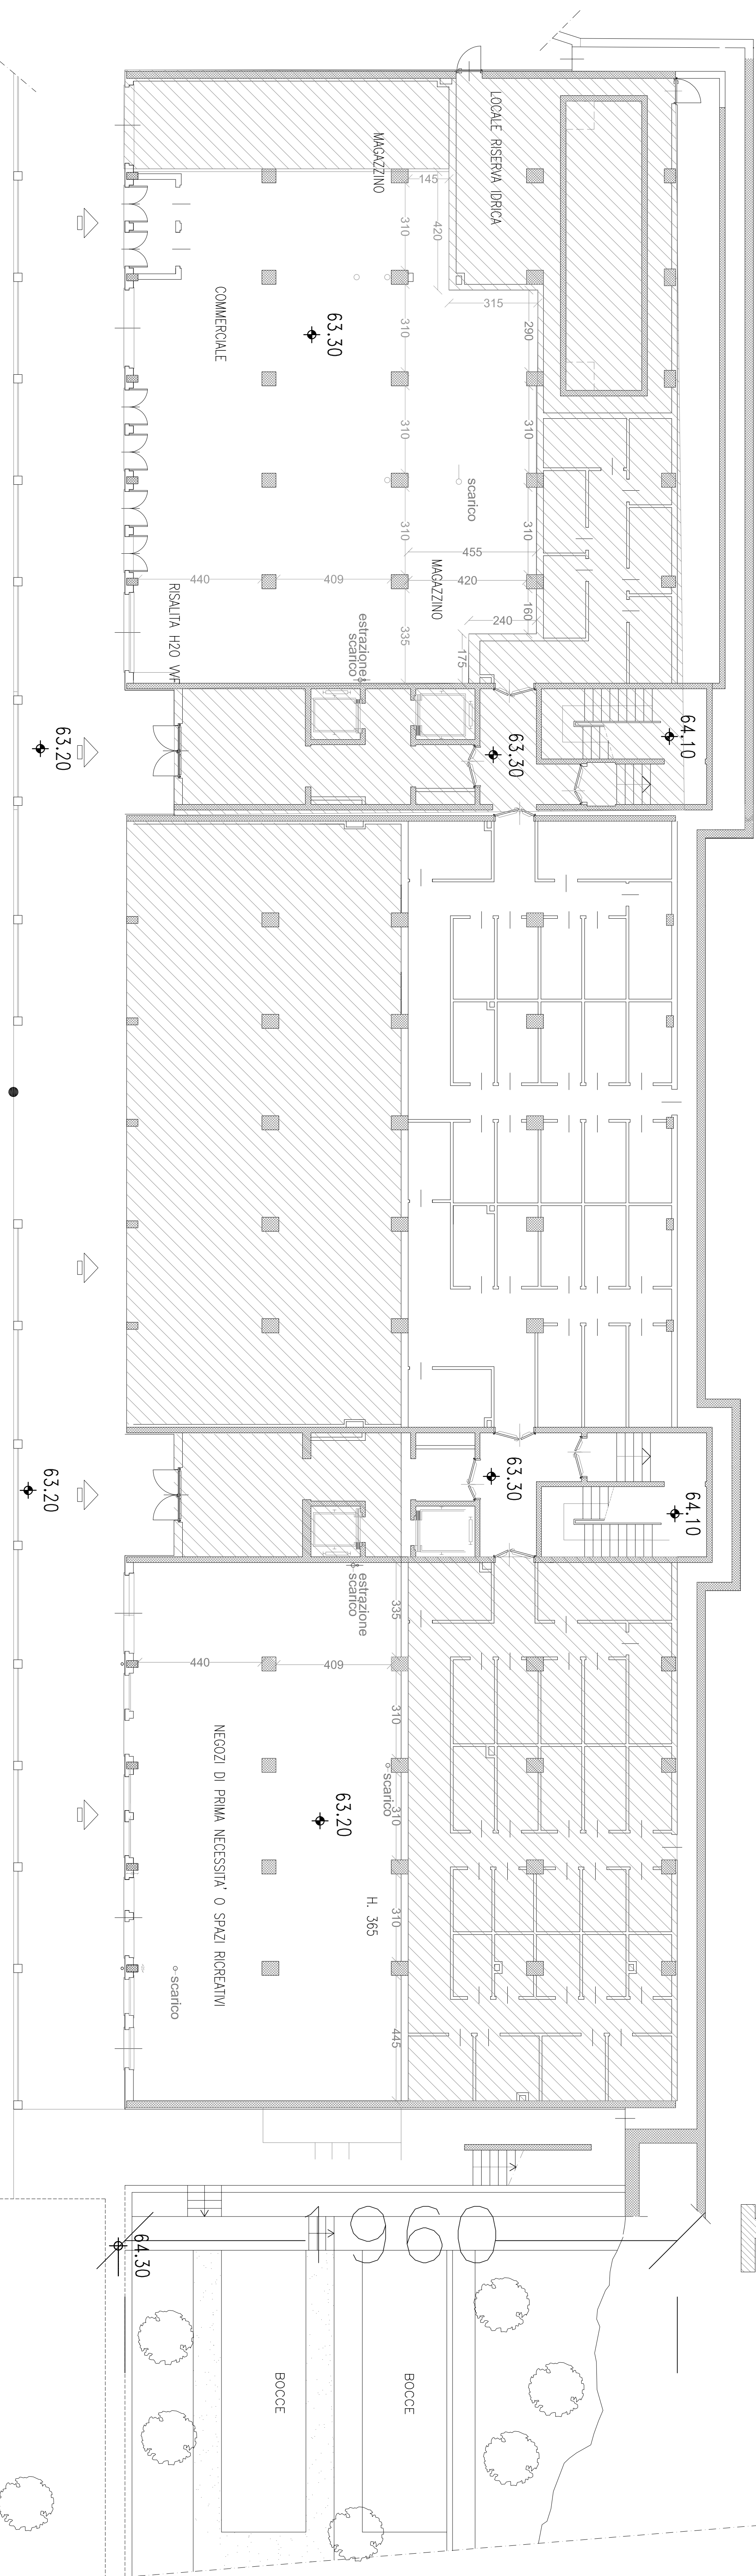 LOCALE RISERVA IDRICA
MAGAZZINO
145
420
310
315
290
COMMERCIALE
63.30
310
310
310
310
310
scarico
455
MAGAZZINO
440
409
420
160
240
335
175
RISALITA H20 VVF
estrazione
scarico
64.10
63.30
63.20
63.20
63.30
64.10
estrazione
scarico
335
440
409
310
scarico
310
63.20
NEGOZI DI PRIMA NECESSITA' O SPAZI RICREATIVI
H. 365
310
scarico
445
64.30
1960
BOCCE
BOCCE